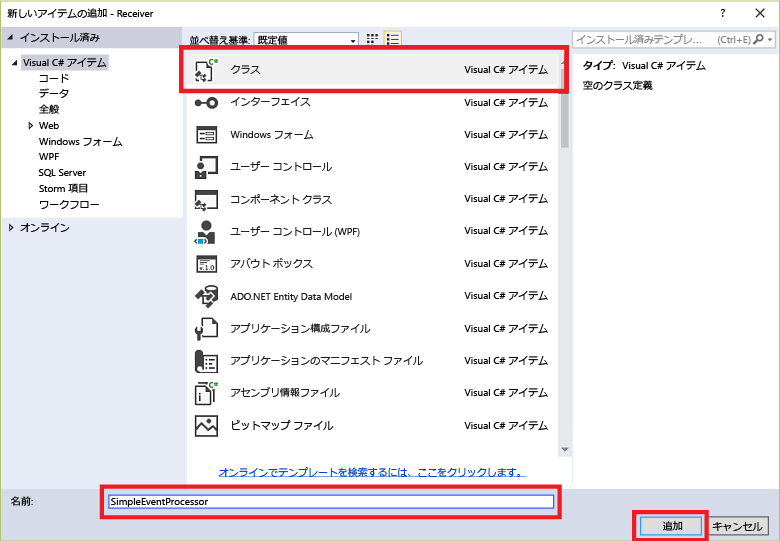 新しいアイテムの追加 - Receiver
?
インストール済み
並べ替え基準: 既定値
インストール済みテンプレ... (Ctrl+E)
Visual C# アイテム
コード
データ
全般
Web
Windows フォーム
WPF
SQL Server
Storm 項目
ワークフロー
オンライン
クラス Visual C# アイテム
インターフェイス Visual C# アイテム
Windows フォーム Visual C# アイテム
ユーザー コントロール Visual C# アイテム
コンポーネント クラス Visual C# アイテム
ユーザー コントロール (WPF) Visual C# アイテム
アバウト ボックス Visual C# アイテム
ADO.NET Entity Data Model Visual C# アイテム
アプリケーション構成ファイル Visual C# アイテム
アプリケーションのマニフェスト ファイル Visual C# アイテム
アセンブリ情報ファイル Visual C# アイテム
ビットマップ ファイル Visual C# アイテム
オンラインでテンプレートを検索するには、ここをクリックします。
タイプ: Visual C# アイテム
空のクラス定義
名前: SimpleEventProcessor
追加 キャンセル